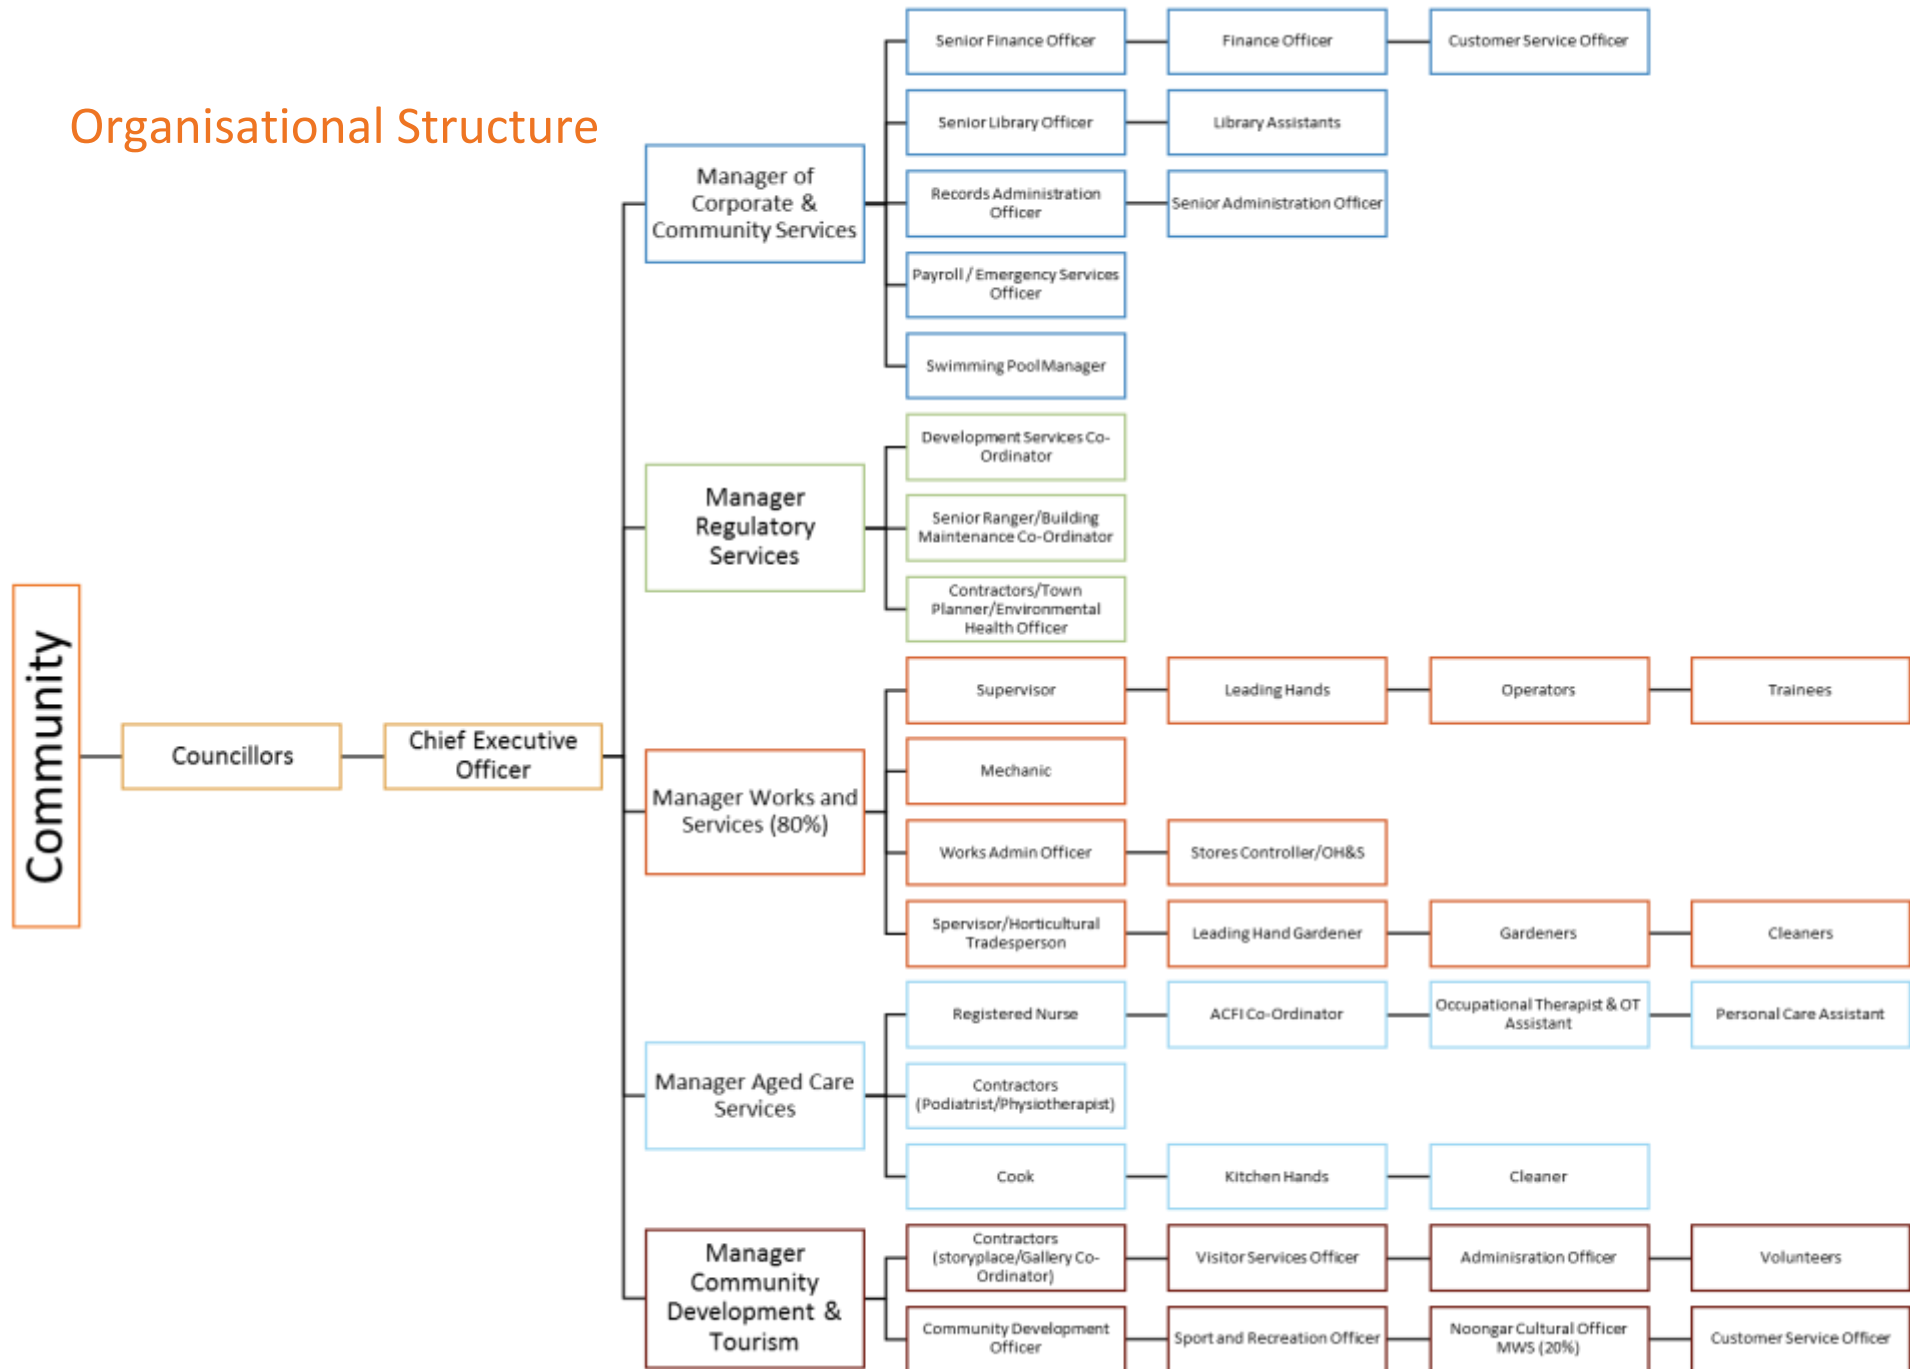 Organisational Structure
Community
Councillors
Chief Executive
Officer
Manager of
Corporate &
Community Services
Senior Finance Officer
Finance Officer
Customer Service Officer
Senior Library Officer
Library Assistants
Records Administration
Officer
Senior Administration Officer
Payroll / Emergency Services
Officer
Swimming Pool Manager
Manager
Regulatory
Services
Development Services Co-
Ordinator
Senior Ranger/Building
Maintenance Co-Ordinator
Contractors/Town
Planner/Environmental
Health Officer
Manager Works and
Services (80%)
Supervisor
Leading Hands
Operators
Trainees
Mechanic
Works Admin Officer
Stores Controller/OH&S
Spervisor/Horticultural
Tradesperson
Leading Hand Gardener
Gardeners
Cleaners
Manager Aged Care
Services
Registered Nurse
ACFI Co-Ordinator
Occupational Therapist & OT
Assistant
Personal Care Assistant
Contractors
(Podiatrist/Physiotherapist)
Cook
Kitchen Hands
Cleaner
Manager
Community
Development &
Tourism
Contractors
(storyplace/Gallery Co-
Ordinator)
Visitor Services Officer
Adminisration Officer
Volunteers
Community Development
Officer
Sport and Recreation Officer
Noongar Cultural Officer
MWS (20%)
Customer Service Officer